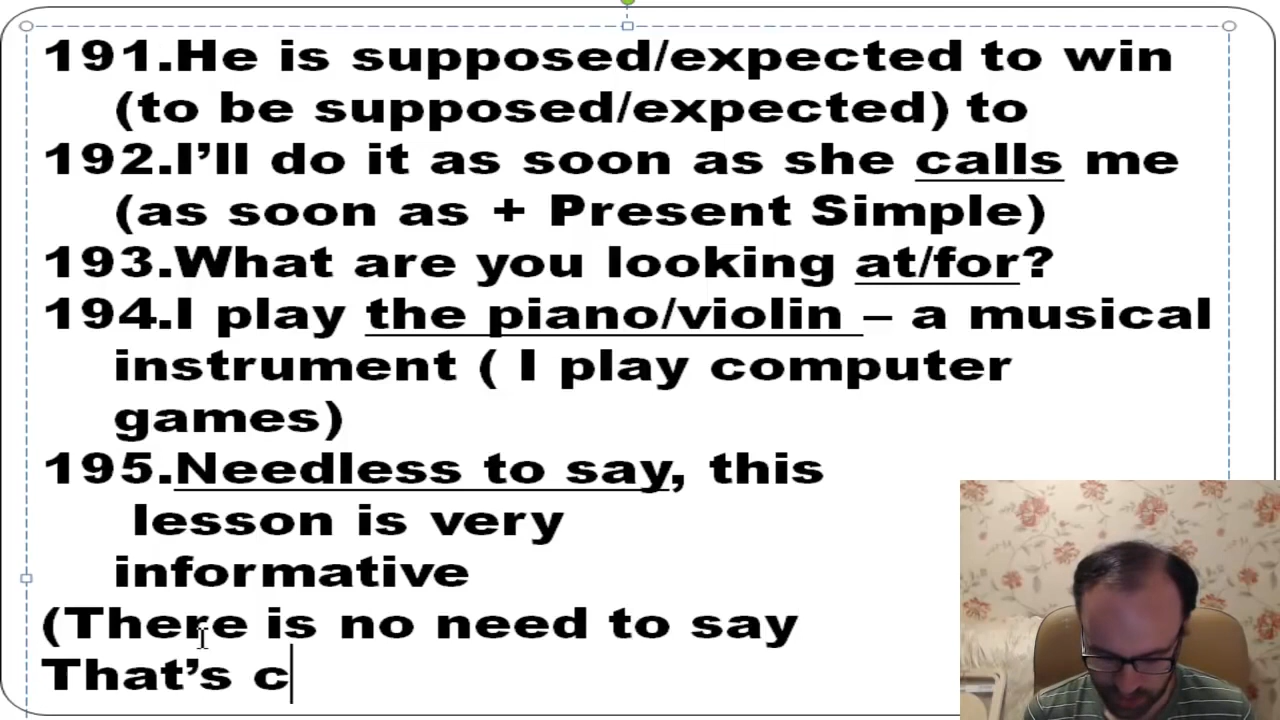 191.He is supposed/expected to win
(to be supposed/expected) to
192.I’ll do it as soon as she calls me
(as soon as + Present Simple)
193.What are you looking at/for?
194.I play the piano/violin – a musical
instrument ( I play computer
games)
195.Needless to say, this
lesson is very
informative
(There is no need to say
That’s c